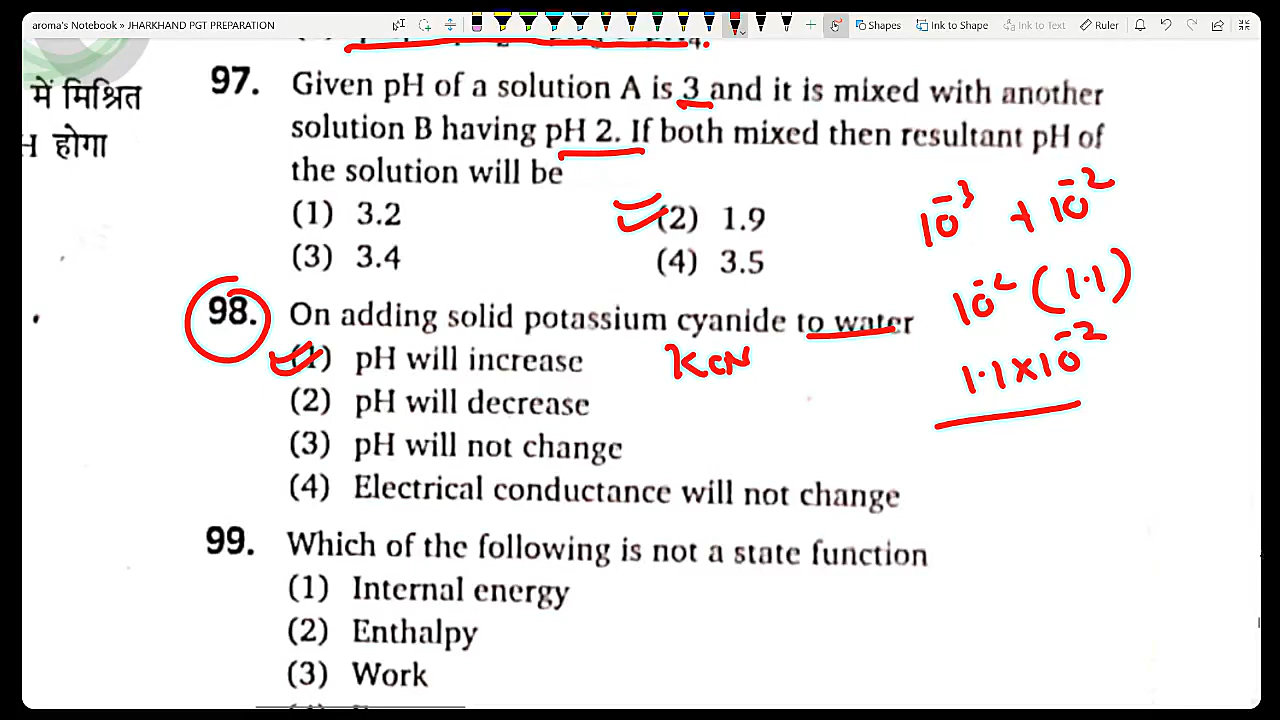 aroma's Notebook » JHARKHAND PGT PREPARATION
Shapes Ink to Shape Ink to Text Ruler
में मिश्रित
H होगा
97. Given pH of a solution A is 3 and it is mixed with another
solution B having pH 2. If both mixed then resultant pH of
the solution will be
(1) 3.2 (2) 1.9
(3) 3.4 (4) 3.5
10⁻³ + 10⁻²
10⁻² (1.1)
1.1×10⁻²
98. On adding solid potassium cyanide to water
(1) pH will increase KCN
(2) pH will decrease
(3) pH will not change
(4) Electrical conductance will not change
99. Which of the following is not a state function
(1) Internal energy
(2) Enthalpy
(3) Work